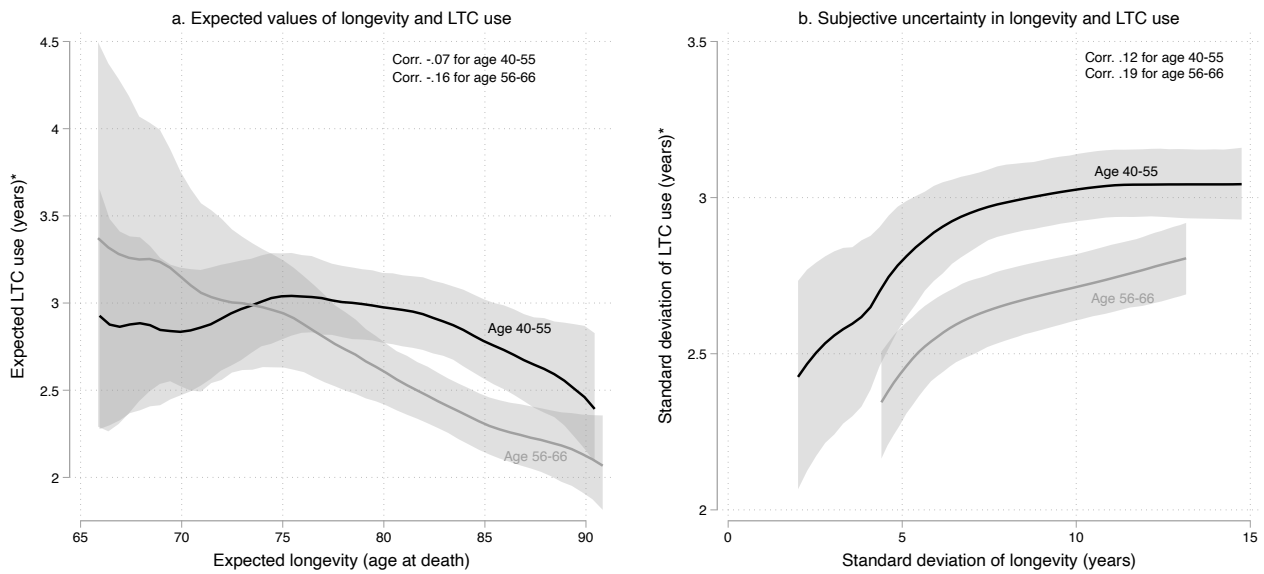 a. Expected values of longevity and LTC use
Corr. -.07 for age 40-55
Corr. -.16 for age 56-66
Expected LTC use (years)*
4.5
4
3.5
3
2.5
2
Age 40-55
Age 56-66
65 70 75 80 85 90
Expected longevity (age at death)
b. Subjective uncertainty in longevity and LTC use
Corr. .12 for age 40-55
Corr. .19 for age 56-66
Standard deviation of LTC use (years)*
3.5
3
2.5
2
Age 40-55
Age 56-66
0 5 10 15
Standard deviation of longevity (years)